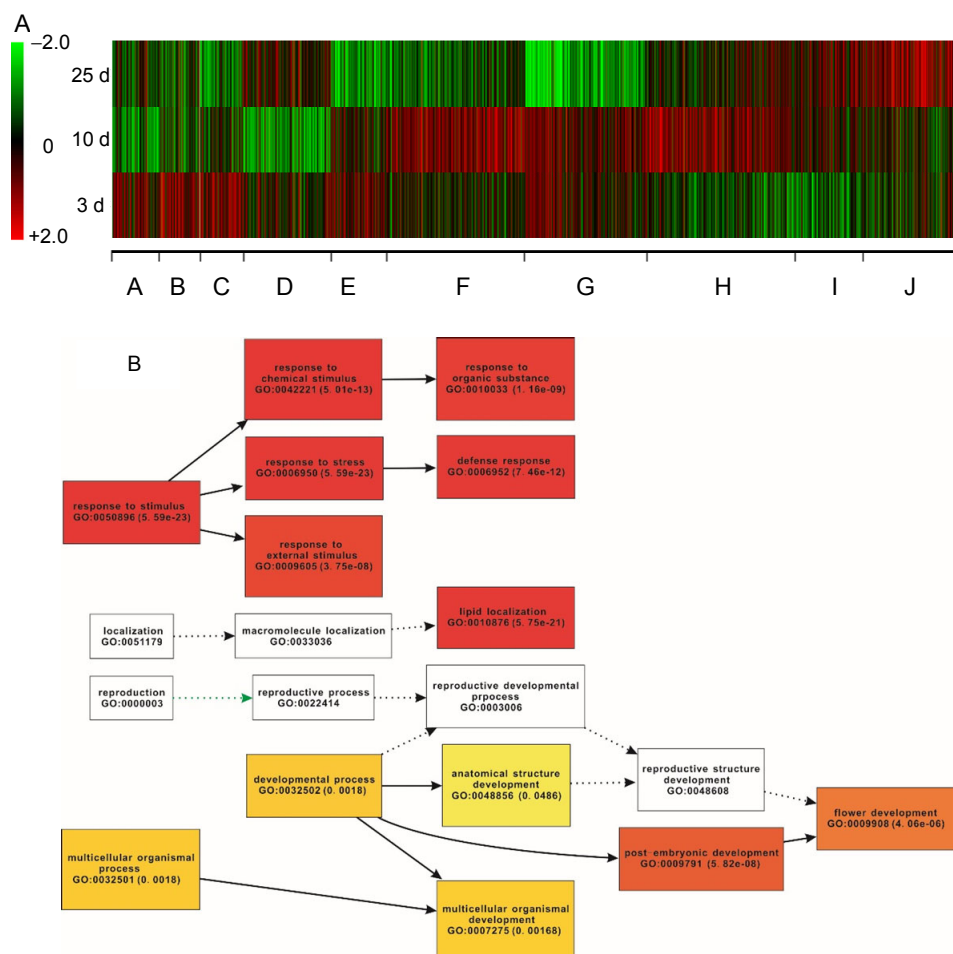 A
−2.0
0
+2.0
25 d
10 d
3 d
A B C D E F G H I J
B
response to
chemical stimulus
GO:0042221 (5. 01e-13)
response to
organic substance
GO:0010033 (1. 16e-09)
response to stress
GO:0006950 (5. 59e-23)
defense response
GO:0006952 (7. 46e-12)
response to stimulus
GO:0050896 (5. 59e-23)
response to
external stimulus
GO:0009605 (3. 75e-08)
lipid localization
GO:0010876 (5. 75e-21)
localization
GO:0051179
macromolecule localization
GO:0033036
reproduction
GO:0000003
reproductive process
GO:0022414
reproductive developmental
prpocess
GO:0003006
developmental process
GO:0032502 (0. 0018)
anatomical structure
development
GO:0048856 (0. 0486)
reproductive structure
development
GO:0048608
flower development
GO:0009908 (4. 06e-06)
multicellular organismal
process
GO:0032501 (0. 0018)
post-embryonic development
GO:0009791 (5. 82e-08)
multicellular organismal
development
GO:0007275 (0. 00168)